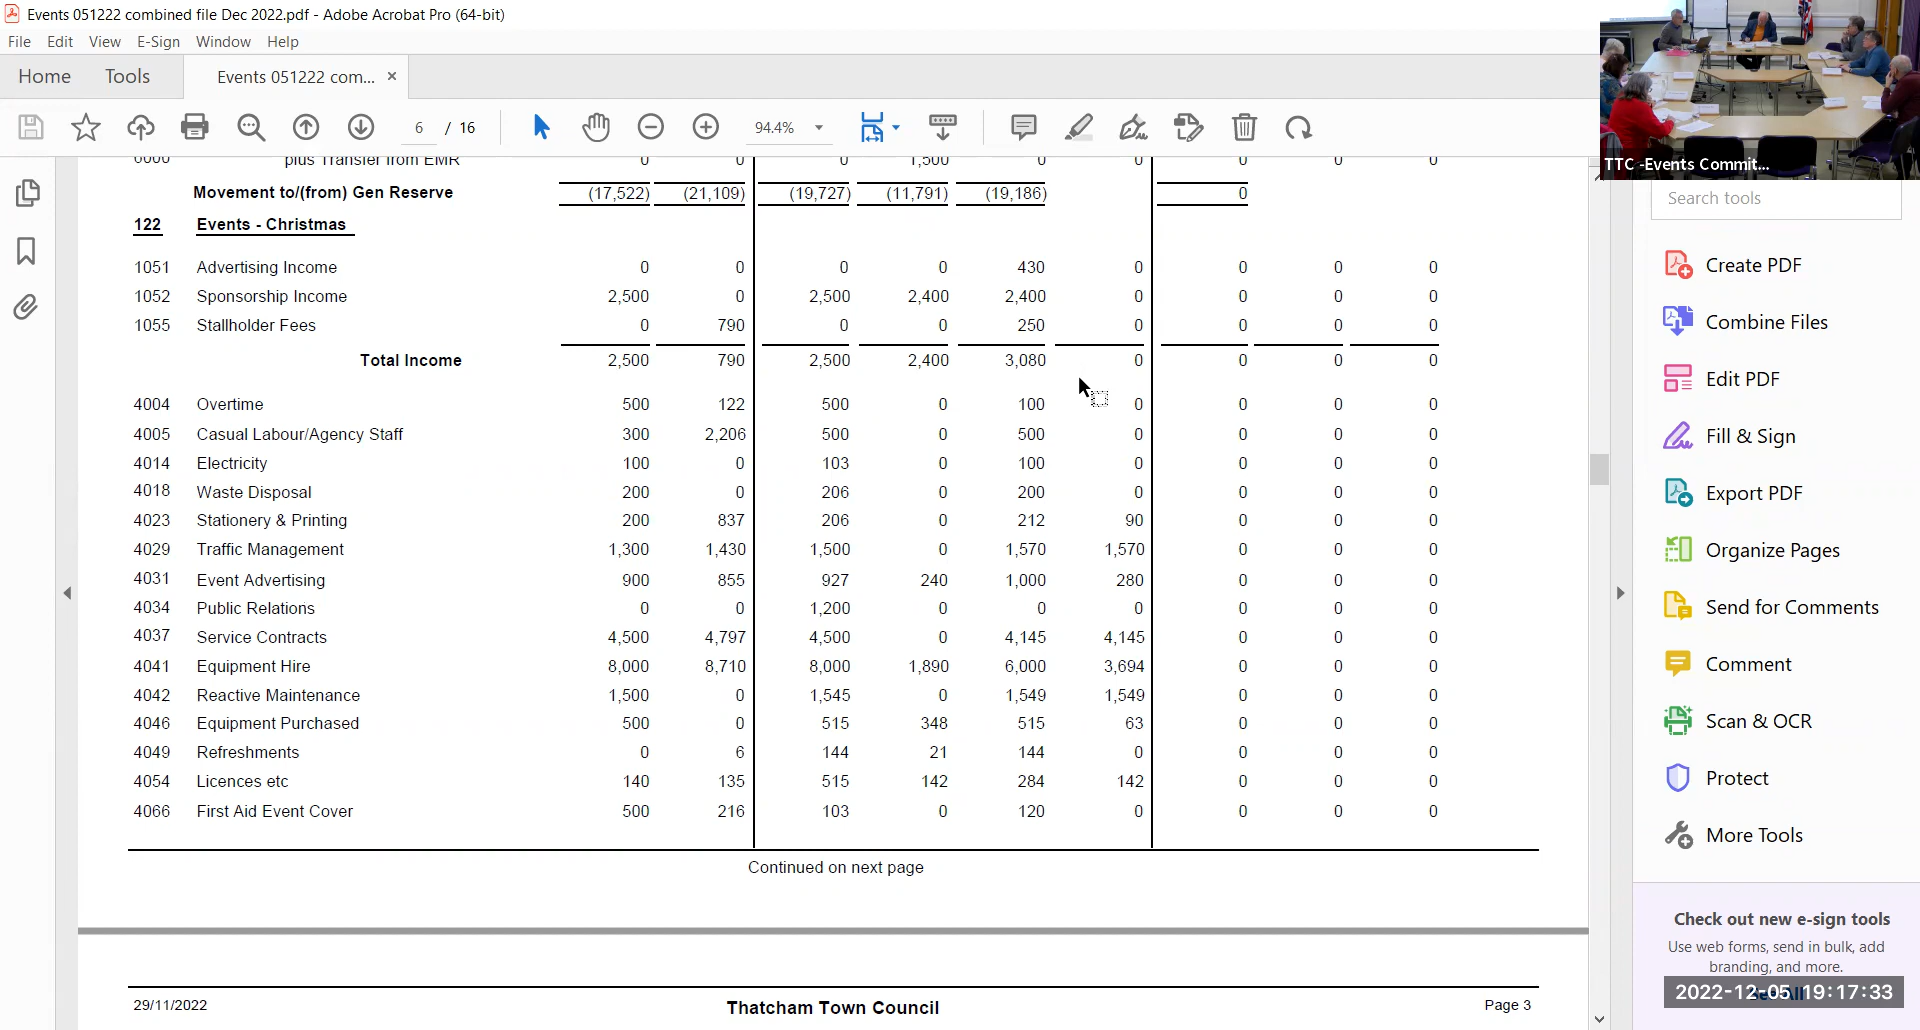 Events 051222 combined file Dec 2022.pdf - Adobe Acrobat Pro (64-bit)
File Edit View E-Sign Window Help
Home Tools Events 051222 com... ×
6 / 16 94.4%
TTC -Events Commit...
0000 plus Transfer from EMR 0 0 0 1,500 0 0 0 0 0
Movement to/(from) Gen Reserve (17,522) (21,109) (19,727) (11,791) (19,186) 0
122 Events - Christmas
1051 Advertising Income 0 0 0 0 430 0 0 0 0
1052 Sponsorship Income 2,500 0 2,500 2,400 2,400 0 0 0 0
1055 Stallholder Fees 0 790 0 0 250 0 0 0 0
Total Income 2,500 790 2,500 2,400 3,080 0 0 0 0
4004 Overtime 500 122 500 0 100 0 0 0 0
4005 Casual Labour/Agency Staff 300 2,206 500 0 500 0 0 0 0
4014 Electricity 100 0 103 0 100 0 0 0 0
4018 Waste Disposal 200 0 206 0 200 0 0 0 0
4023 Stationery & Printing 200 837 206 0 212 90 0 0 0
4029 Traffic Management 1,300 1,430 1,500 0 1,570 1,570 0 0 0
4031 Event Advertising 900 855 927 240 1,000 280 0 0 0
4034 Public Relations 0 0 1,200 0 0 0 0 0 0
4037 Service Contracts 4,500 4,797 4,500 0 4,145 4,145 0 0 0
4041 Equipment Hire 8,000 8,710 8,000 1,890 6,000 3,694 0 0 0
4042 Reactive Maintenance 1,500 0 1,545 0 1,549 1,549 0 0 0
4046 Equipment Purchased 500 0 515 348 515 63 0 0 0
4049 Refreshments 0 6 144 21 144 0 0 0 0
4054 Licences etc 140 135 515 142 284 142 0 0 0
4066 First Aid Event Cover 500 216 103 0 120 0 0 0 0
Continued on next page
29/11/2022 Thatcham Town Council Page 3
Search tools
Create PDF
Combine Files
Edit PDF
Fill & Sign
Export PDF
Organize Pages
Send for Comments
Comment
Scan & OCR
Protect
More Tools
Check out new e-sign tools
Use web forms, send in bulk, add
branding, and more.
2022-12-05 19:17:33